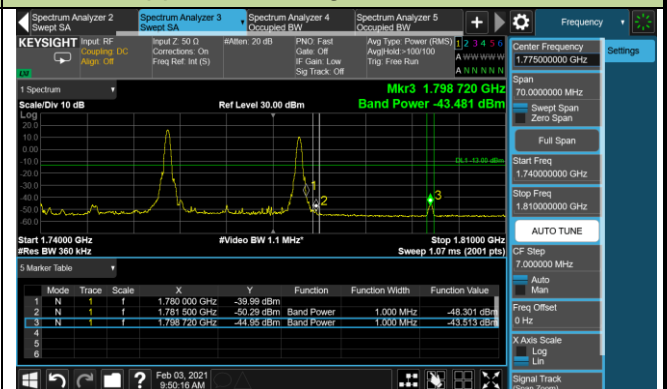 Spectrum Analyzer 2
Swept SA
Spectrum Analyzer 3
Swept SA
Spectrum Analyzer 4
Occupied BW
Spectrum Analyzer 5
Occupied BW
Frequency
KEYSIGHT
Input: RF
Coupling: DC
Align: Off
Input Z: 50 Ω
Corrections: On
Freq Ref: Int (S)
#Atten: 20 dB
PNO: Fast
Gate: Off
IF Gain: Low
Sig Track: Off
Avg Type: Power (RMS)
Avg|Hold:>100/100
Trig: Free Run
1 2 3 4 5 6
A W W W W W
A N N N N N
1 Spectrum
Scale/Div 10 dB
Ref Level 30.00 dBm
Mkr3 1.798 720 GHz
Band Power -43.481 dBm
Log
20.0
10.0
0.00
-10.0
-20.0
-30.0
-40.0
-50.0
-60.0
DL1 -13.00 dBm
1
2
3
Start 1.74000 GHz
#Res BW 360 kHz
#Video BW 1.1 MHz*
Stop 1.81000 GHz
Sweep 1.07 ms (2001 pts)
5 Marker Table
Mode Trace Scale X Y Function Function Width Function Value
1 N 1 f 1.780 000 GHz -39.99 dBm
2 N 1 f 1.781 500 GHz -50.29 dBm Band Power 1.000 MHz -48.301 dBm
3 N 1 f 1.798 720 GHz -44.95 dBm Band Power 1.000 MHz -43.513 dBm
4
5
6
Feb 03, 2021
9:50:16 AM
Center Frequency
1.775000000 GHz
Settings
Span
70.0000000 MHz
Swept Span
Zero Span
Full Span
Start Freq
1.740000000 GHz
Stop Freq
1.810000000 GHz
AUTO TUNE
CF Step
7.000000 MHz
Auto
Man
Freq Offset
0 Hz
X Axis Scale
Log
Lin
Signal Track
(Span Zoom)